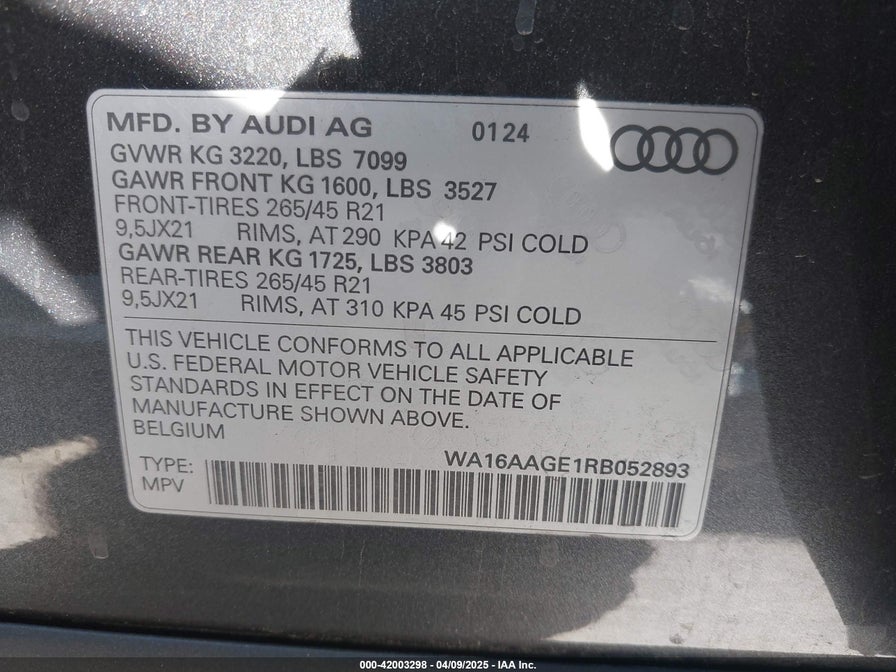 MFD. BY AUDI AG 0124
GVWR KG 3220, LBS 7099
GAWR FRONT KG 1600, LBS 3527
FRONT-TIRES 265/45 R21
9,5JX21 RIMS, AT 290 KPA 42 PSI COLD
GAWR REAR KG 1725, LBS 3803
REAR-TIRES 265/45 R21
9,5JX21 RIMS, AT 310 KPA 45 PSI COLD
THIS VEHICLE CONFORMS TO ALL APPLICABLE
U.S. FEDERAL MOTOR VEHICLE SAFETY
STANDARDS IN EFFECT ON THE DATE OF
MANUFACTURE SHOWN ABOVE.
BELGIUM
WA16AAGE1RB052893
TYPE:
MPV
000-42003298 - 04/09/2025 - IAA Inc.